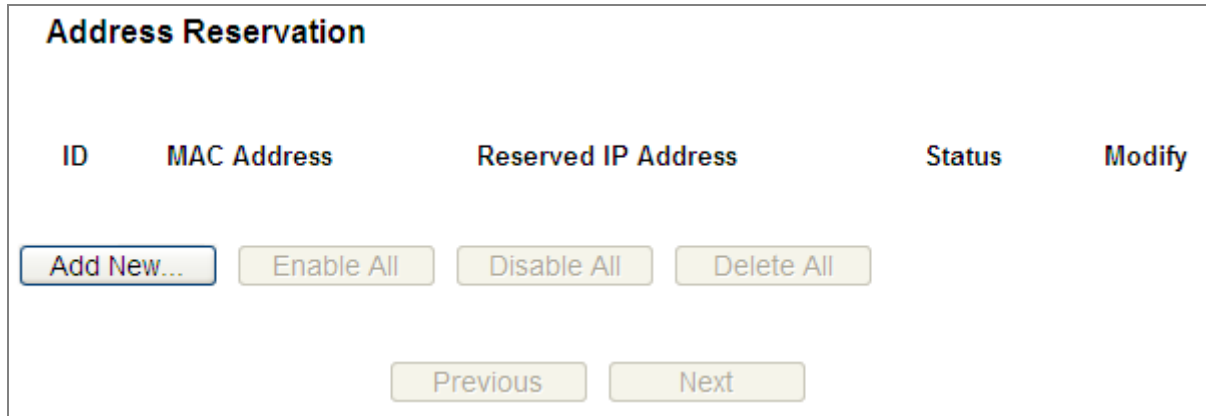 Address Reservation
ID MAC Address Reserved IP Address Status Modify
Add New... Enable All Disable All Delete All
Previous Next